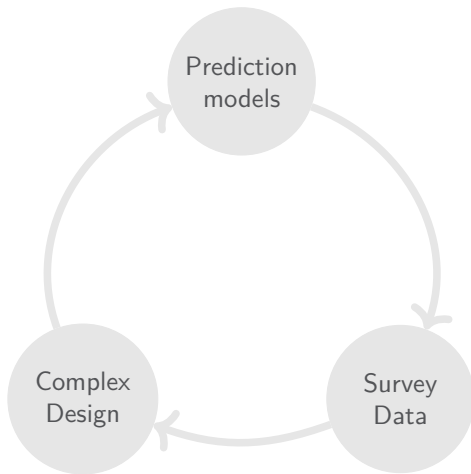 Prediction
models
Survey
Data
Complex
Design